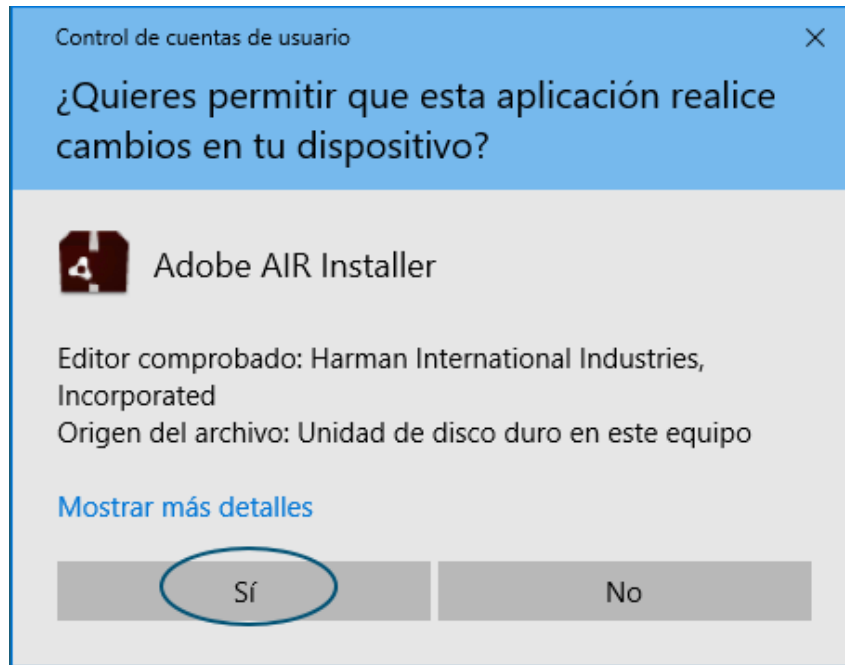 Control de cuentas de usuario
¿Quieres permitir que esta aplicación realice
cambios en tu dispositivo?
Adobe AIR Installer
Editor comprobado: Harman International Industries,
Incorporated
Origen del archivo: Unidad de disco duro en este equipo
Mostrar más detalles
Sí
No